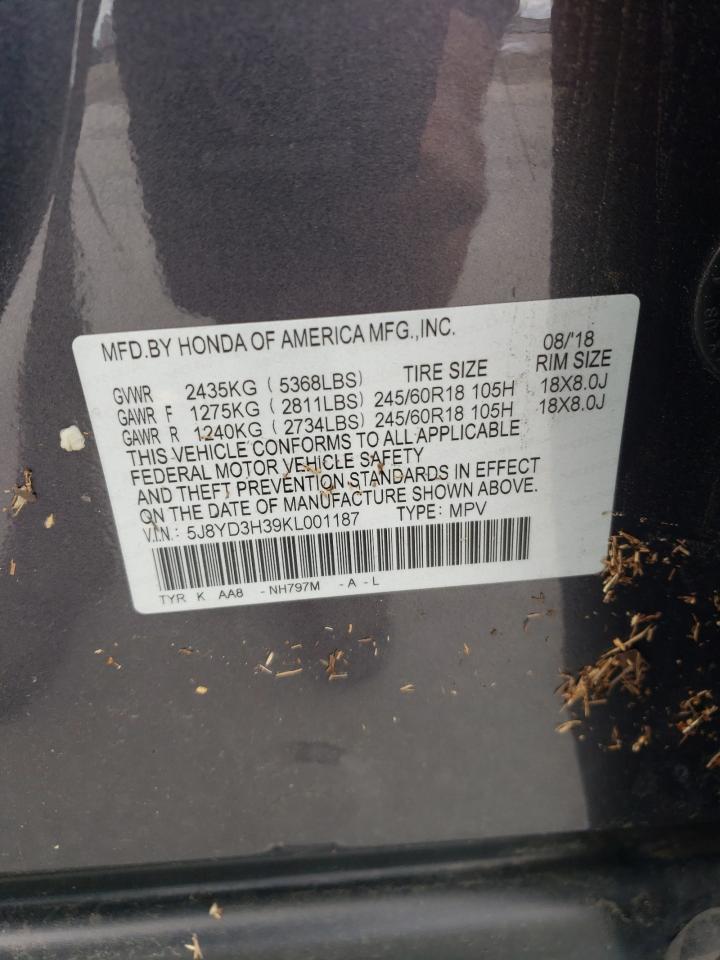 MFD.BY HONDA OF AMERICA MFG.,INC. 08/'18
GVWR 2435KG ( 5368LBS) TIRE SIZE RIM SIZE
GAWR F 1275KG ( 2811LBS) 245/60R18 105H 18X8.0J
GAWR R 1240KG ( 2734LBS) 245/60R18 105H 18X8.0J
THIS VEHICLE CONFORMS TO ALL APPLICABLE
FEDERAL MOTOR VEHICLE SAFETY
AND THEFT PREVENTION STANDARDS IN EFFECT
ON THE DATE OF MANUFACTURE SHOWN ABOVE.
V.I.N.: 5J8YD3H39KL001187 TYPE: MPV
TYR K AA8 -NH797M -A -L